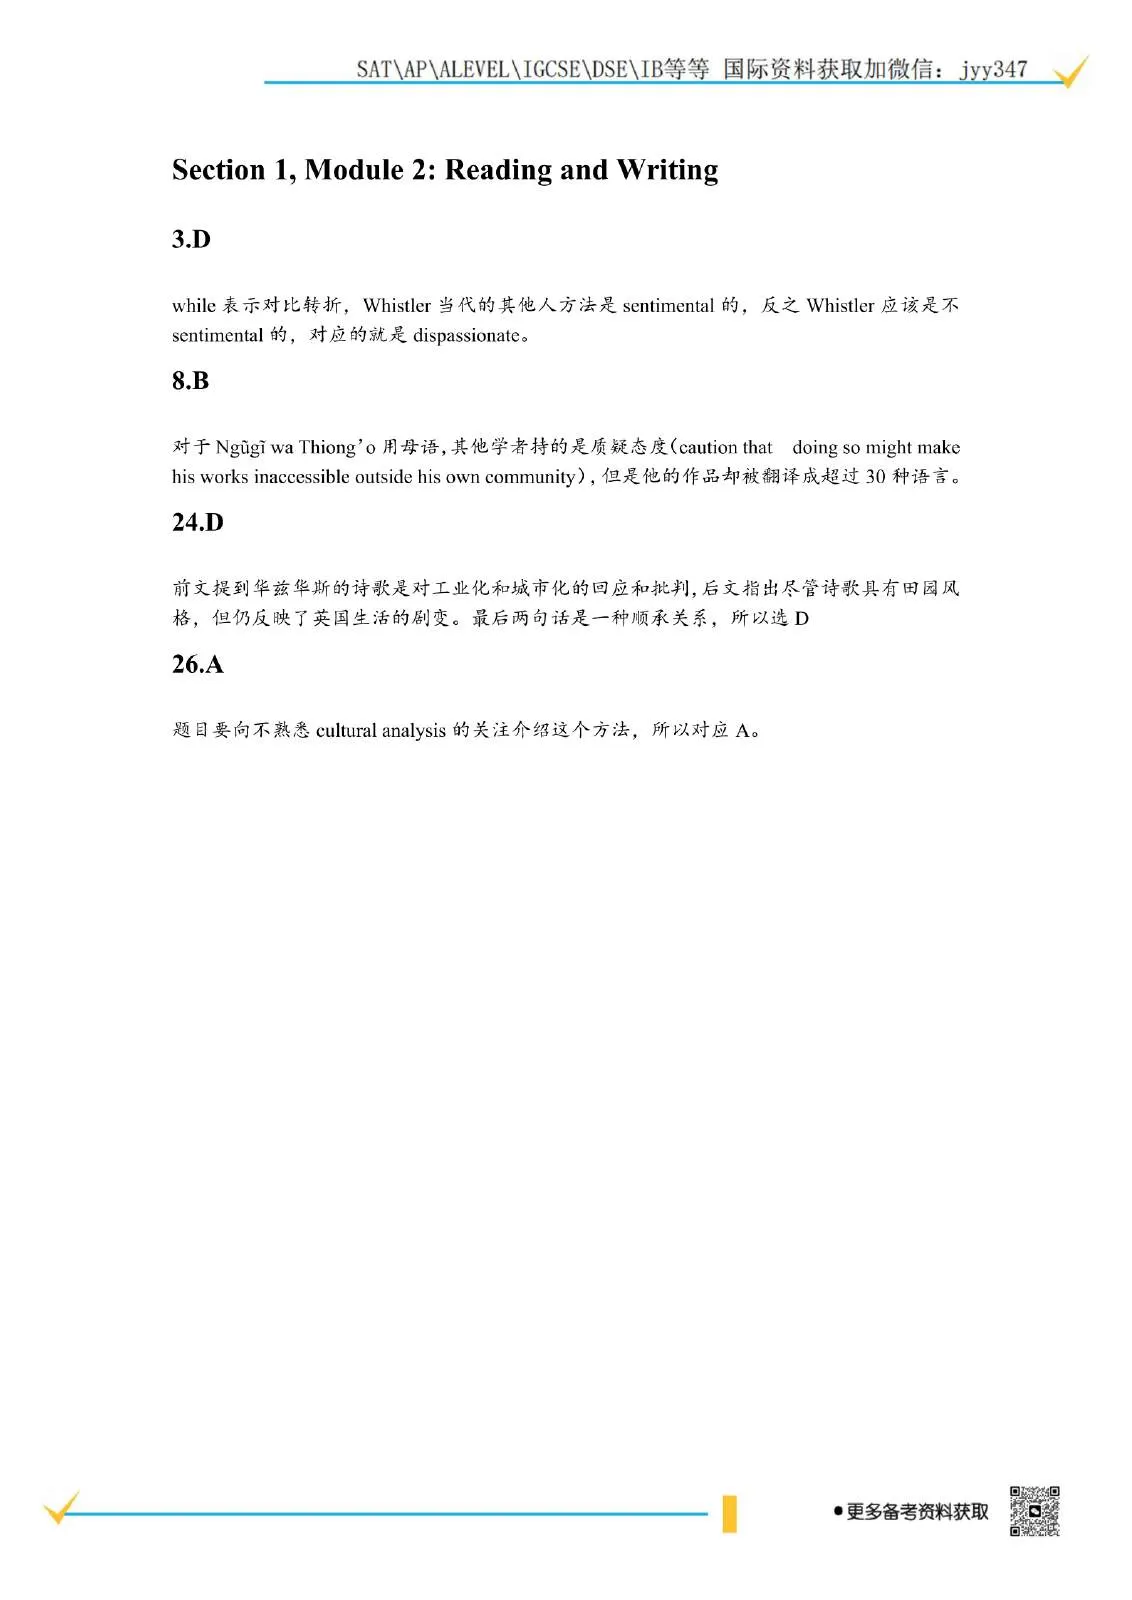 SAT\AP\ALEVEL\IGCSE\DSE\IB等等 国际资料获取加微信：jyy347
Section 1, Module 2: Reading and Writing
3.D
while 表示对比转折，Whistler 当代的其他人方法是 sentimental 的，反之 Whistler 应该是不
sentimental 的，对应的就是 dispassionate。
8.B
对于 Ngũgĩ wa Thiong’o 用母语，其他学者持的是质疑态度（caution that doing so might make
his works inaccessible outside his own community），但是他的作品却被翻译成超过 30 种语言。
24.D
前文提到华兹华斯的诗歌是对工业化和城市化的回应和批判，后文指出尽管诗歌具有田园风
格，但仍反映了英国生活的剧变。最后两句话是一种顺承关系，所以选 D
26.A
题目要向不熟悉 cultural analysis 的关注介绍这个方法，所以对应 A。
•更多备考资料获取